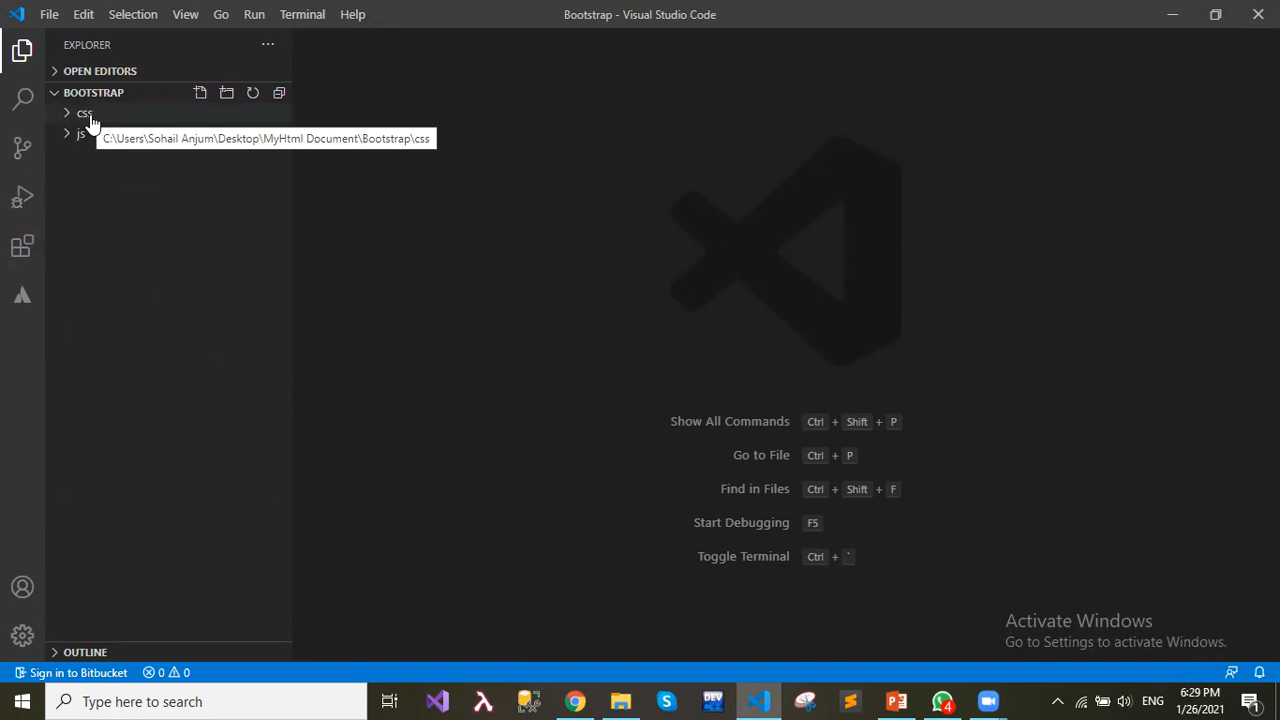 File Edit Selection View Go Run Terminal Help
Bootstrap - Visual Studio Code
EXPLORER
OPEN EDITORS
BOOTSTRAP
css
js
C:\Users\Sohail Anjum\Desktop\MyHtml Document\Bootstrap\css
Show All Commands Ctrl + Shift + P
Go to File Ctrl + P
Find in Files Ctrl + Shift + F
Start Debugging F5
Toggle Terminal Ctrl + `
Activate Windows
Go to Settings to activate Windows.
OUTLINE
Sign in to Bitbucket 0 0
Type here to search
DEV
4
ENG
6:29 PM
1/26/2021
1